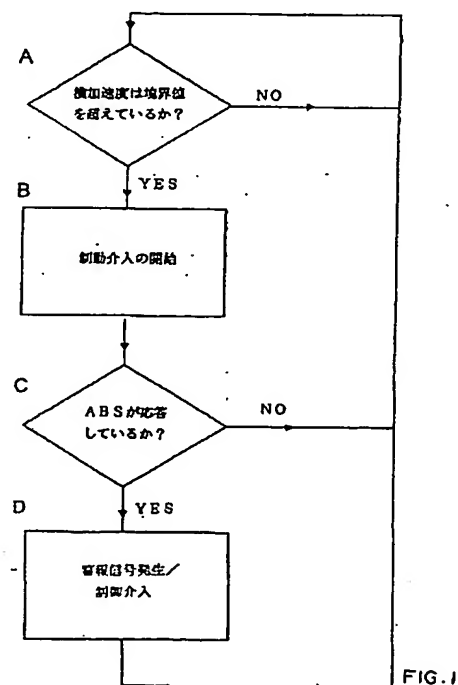 A
横加速度は境界値
を超えているか？
NO
YES
B
制動介入の開始
C
ABSが応答
しているか？
NO
YES
D
警報信号発生／
制御介入
FIG.1